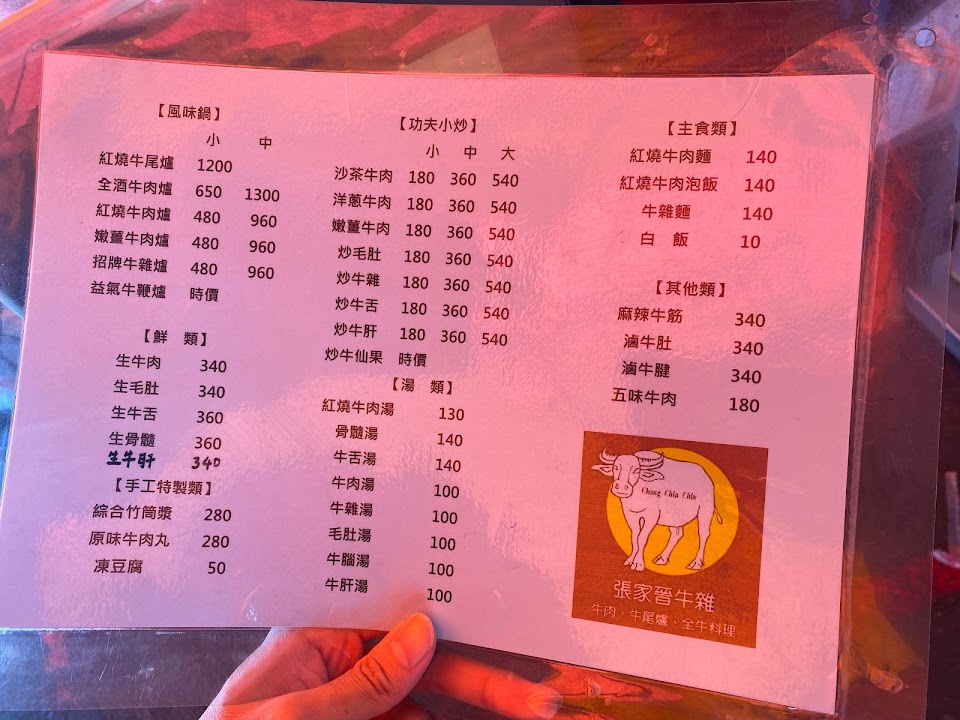 【風味鍋】
小 中
紅燒牛尾爐 1200
全酒牛肉爐 650 1300
紅燒牛肉爐 480 960
嫩薑牛肉爐 480 960
招牌牛雜爐 480 960
益氣牛鞭爐 時價
【鮮 類】
生牛肉 340
生毛肚 340
生牛舌 360
生骨髓 360
生牛肝 340
【手工特製類】
綜合竹筒漿 280
原味牛肉丸 280
凍豆腐 50
【功夫小炒】
小 中 大
沙茶牛肉 180 360 540
洋蔥牛肉 180 360 540
嫩薑牛肉 180 360 540
炒毛肚 180 360 540
炒牛雜 180 360 540
炒牛舌 180 360 540
炒牛肝 180 360 540
炒牛仙果 時價
【湯 類】
紅燒牛肉湯 130
骨髓湯 140
牛舌湯 140
牛肉湯 100
牛雜湯 100
毛肚湯 100
牛腦湯 100
牛肝湯 100
【主食類】
紅燒牛肉麵 140
紅燒牛肉泡飯 140
牛雜麵 140
白 飯 10
【其他類】
麻辣牛筋 340
滷牛肚 340
滷牛腱 340
五味牛肉 180
Chang Chia Chin
張家晉牛雜
牛肉、牛尾爐、全牛料理